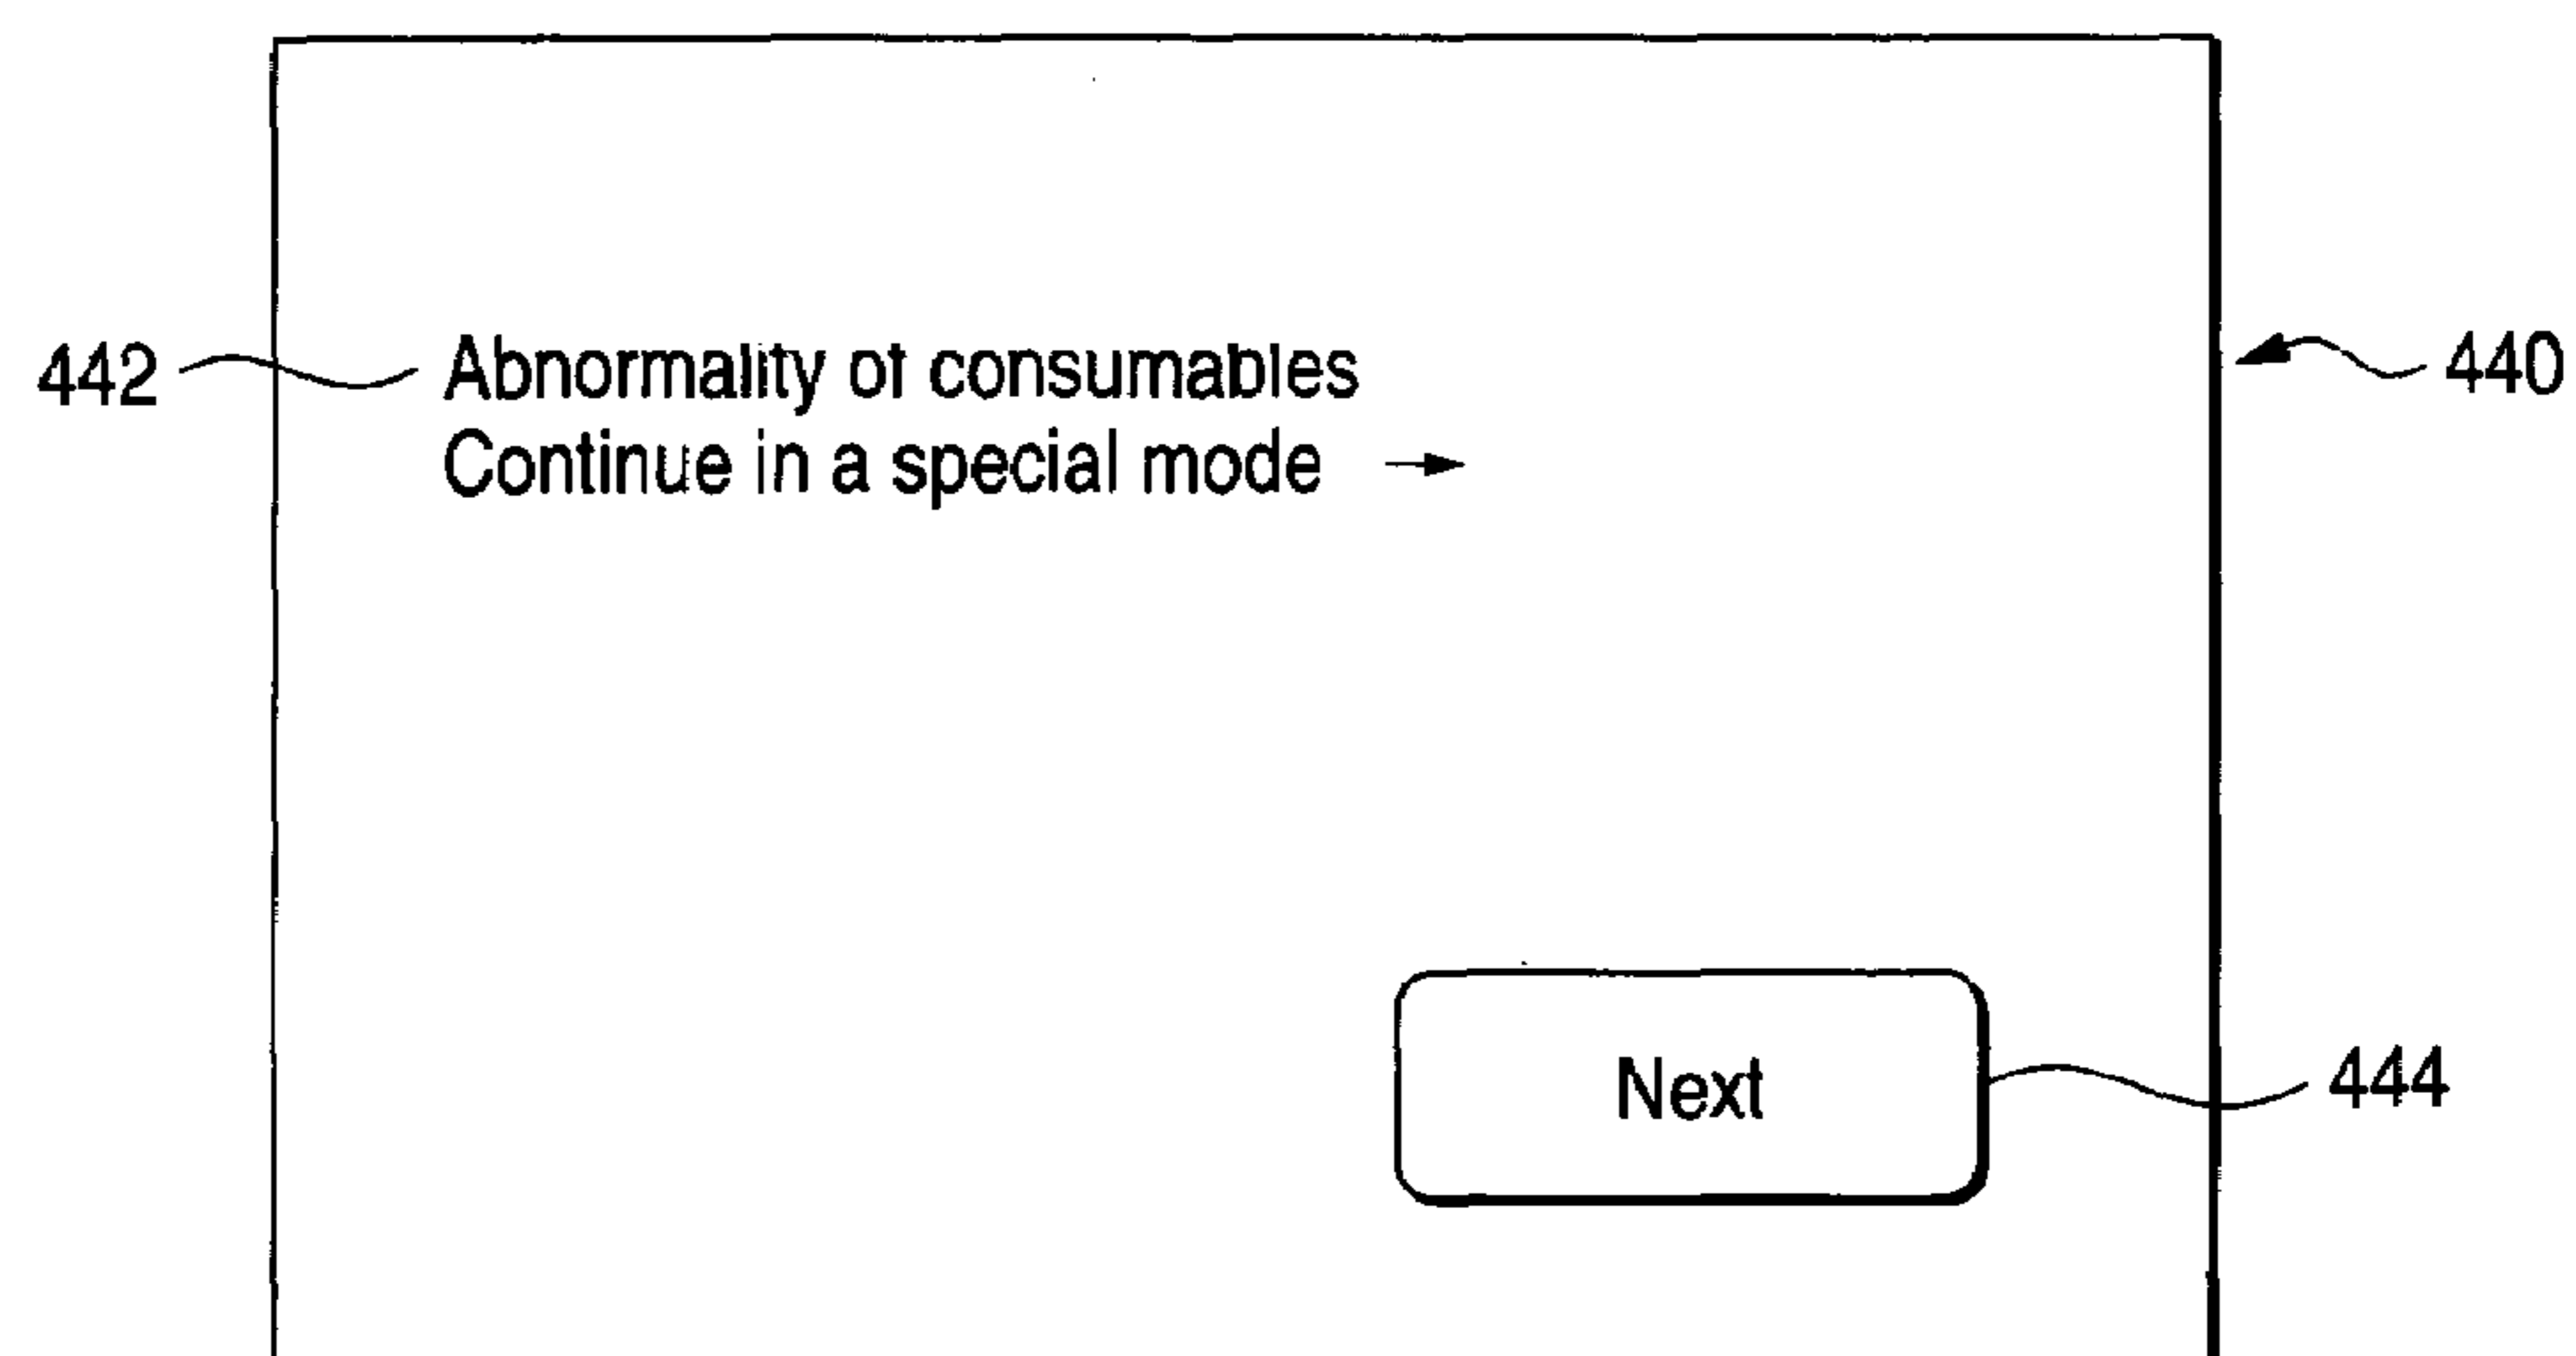 442 Abnormality of consumables 440
Continue in a special mode →
Next 444